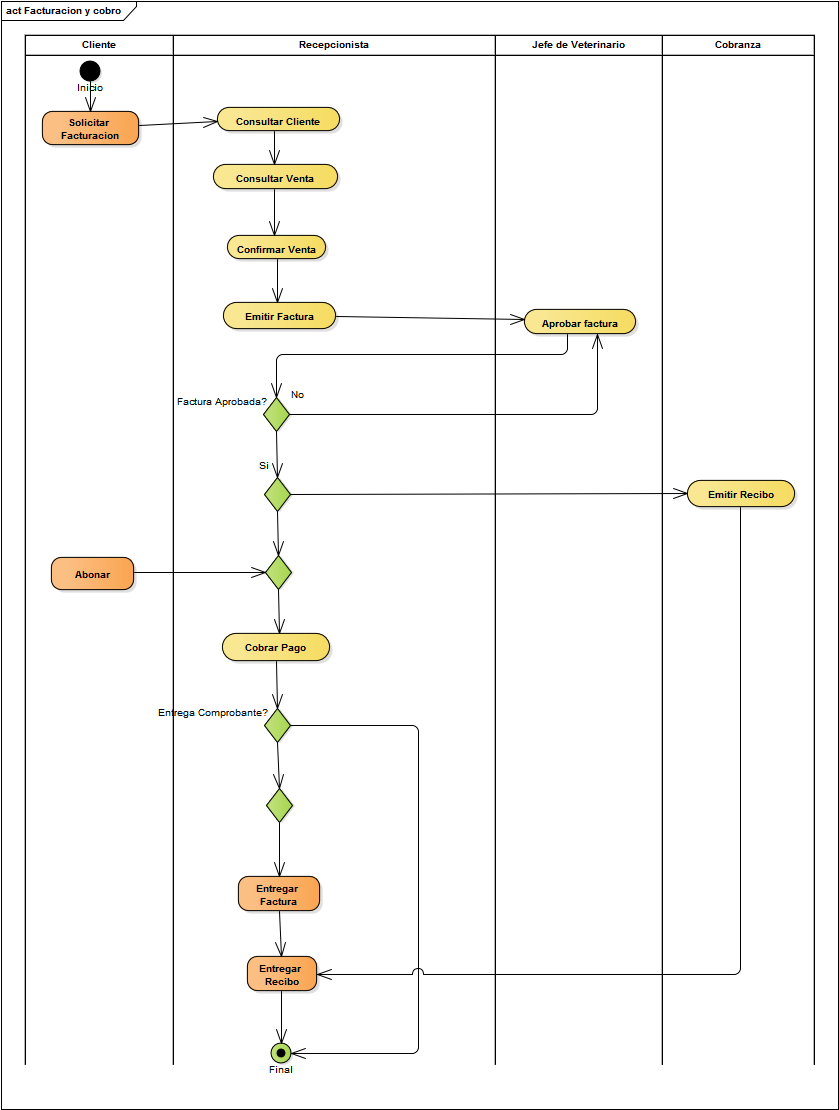 act Facturacion y cobro
Cliente
Recepcionista
Jefe de Veterinario
Cobranza
Inicio
Solicitar
Facturacion
Consultar Cliente
Consultar Venta
Confirmar Venta
Emitir Factura
Aprobar factura
Factura Aprobada?
No
Si
Emitir Recibo
Abonar
Cobrar Pago
Entrega Comprobante?
Entregar
Factura
Entregar
Recibo
Final